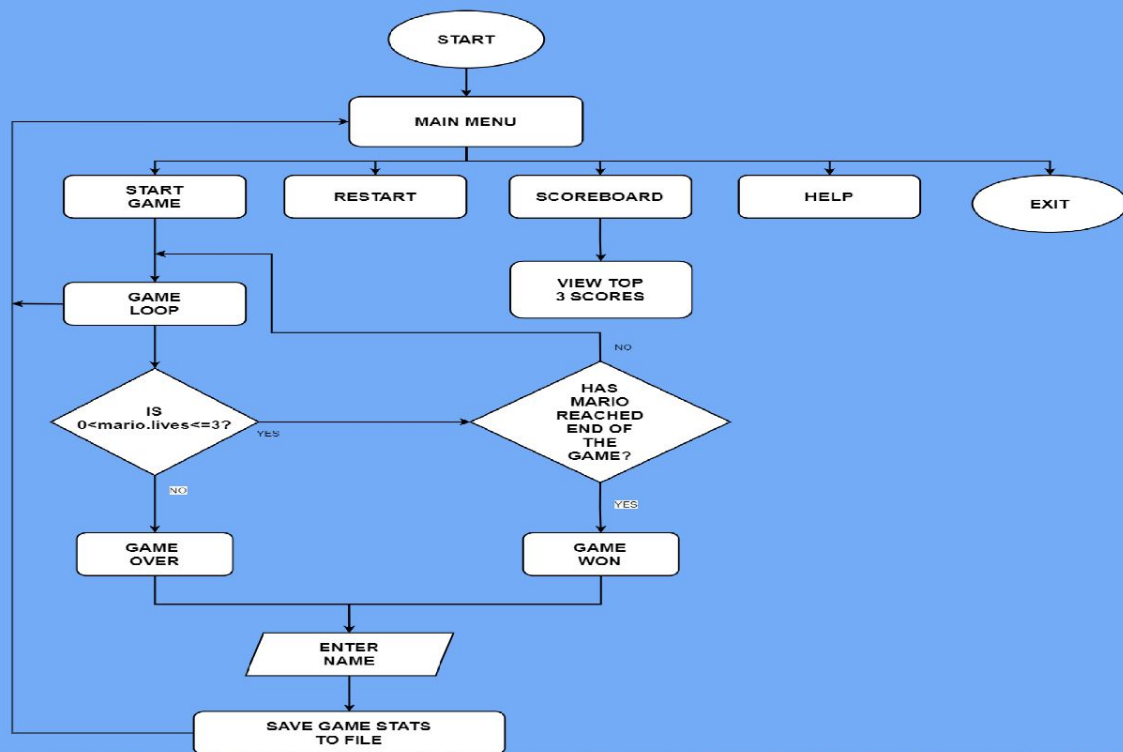 START
MAIN MENU
START
GAME
RESTART
SCOREBOARD
HELP
EXIT
VIEW TOP
3 SCORES
GAME
LOOP
NO
IS
0<mario.lives<=3?
YES
HAS
MARIO
REACHED
END OF
THE
GAME?
NO
YES
GAME
OVER
GAME
WON
ENTER
NAME
SAVE GAME STATS
TO FILE